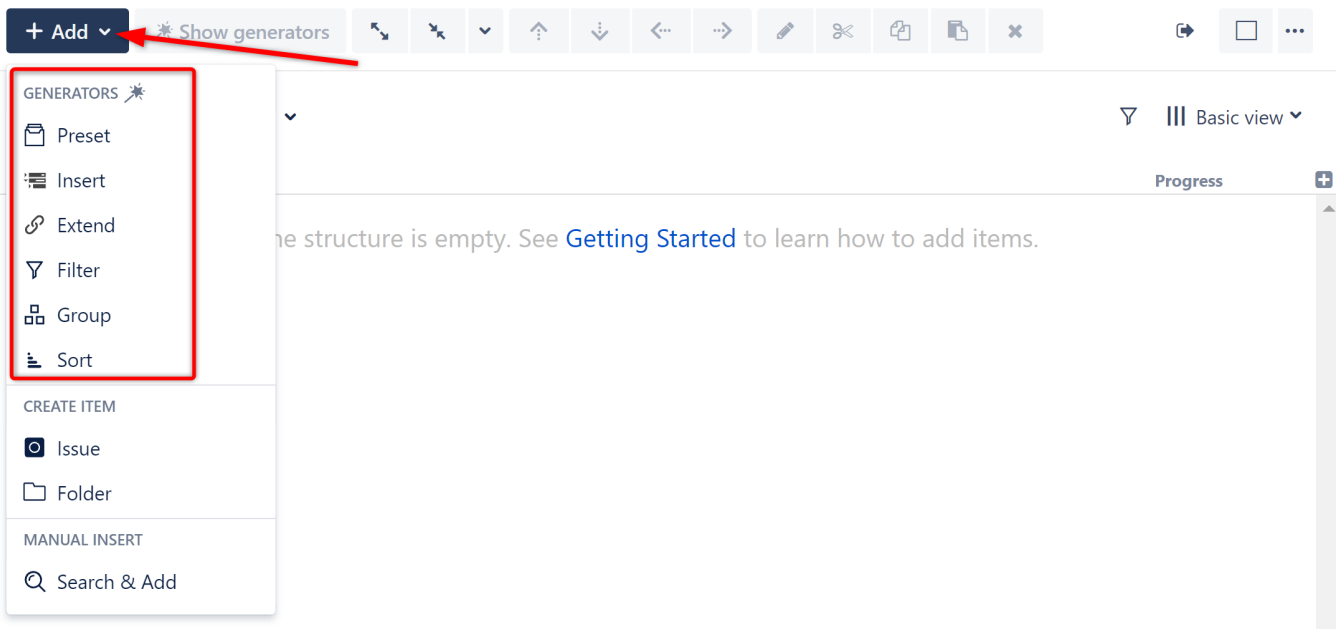 + Add
Show generators
GENERATORS
Preset
Insert
Extend
Filter
Group
Sort
CREATE ITEM
Issue
Folder
MANUAL INSERT
Search & Add
Basic view
Progress
structure is empty. See Getting Started to learn how to add items.